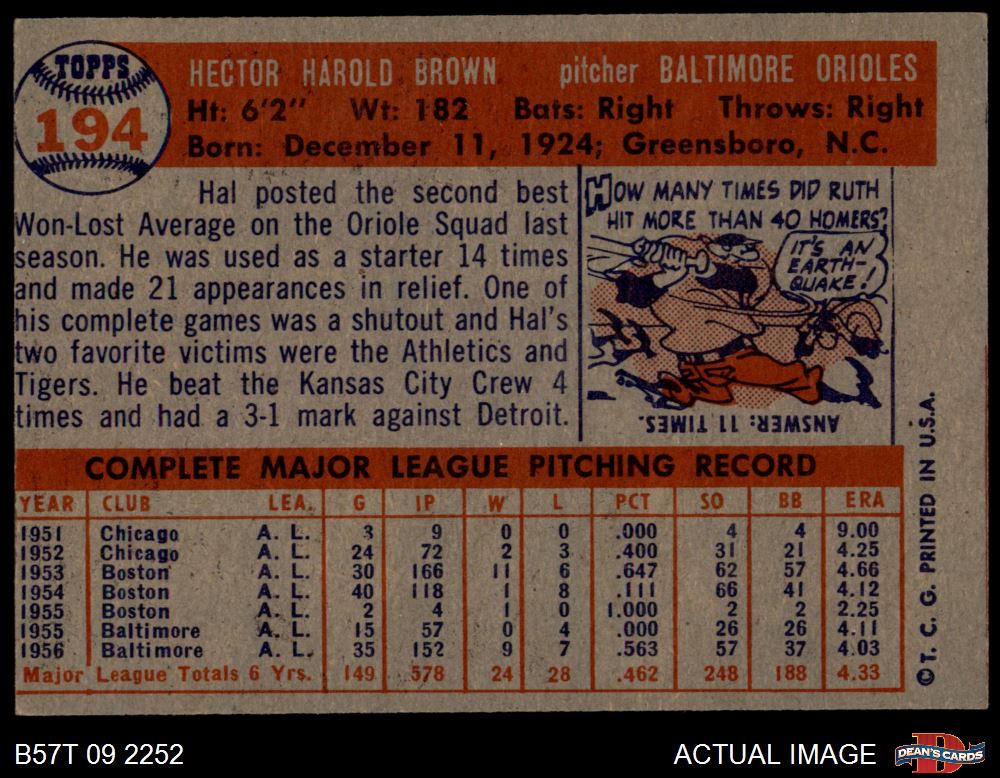 TOPPS
194
HECTOR HAROLD BROWN pitcher BALTIMORE ORIOLES
Ht: 6'2" Wt: 182 Bats: Right Throws: Right
Born: December 11, 1924; Greensboro, N.C.
Hal posted the second best
Won-Lost Average on the Oriole Squad last
season. He was used as a starter 14 times
and made 21 appearances in relief. One of
his complete games was a shutout and Hal's
two favorite victims were the Athletics and
Tigers. He beat the Kansas City Crew 4
times and had a 3-1 mark against Detroit.
HOW MANY TIMES DID RUTH
HIT MORE THAN 40 HOMERS?
IT'S AN
EARTH-
QUAKE!
ANSWER: 11 TIMES.
COMPLETE MAJOR LEAGUE PITCHING RECORD
YEAR CLUB LEA. G IP W L PCT SO BB ERA
1951 Chicago A. L. 3 9 0 0 .000 4 4 9.00
1952 Chicago A. L. 24 72 2 3 .400 31 21 4.25
1953 Boston A. L. 30 166 11 6 .647 62 57 4.66
1954 Boston A. L. 40 118 1 8 .111 66 41 4.12
1955 Boston A. L. 2 4 1 0 1.000 2 2 2.25
1955 Baltimore A. L. 15 57 0 4 .000 26 26 4.11
1956 Baltimore A. L. 35 152 9 7 .563 57 37 4.03
Major League Totals 6 Yrs. 149 578 24 28 .462 248 188 4.33
© T. C. G. PRINTED IN U.S.A.
B57T 09 2252
ACTUAL IMAGE
D
DEAN'S CARDS